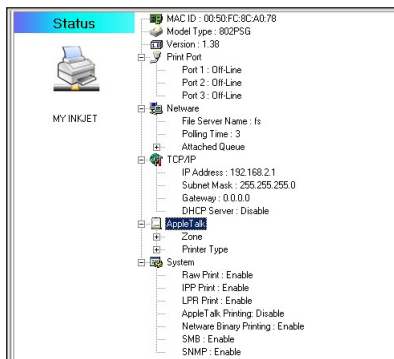 Status
MY INKJET
MAC ID : 00:50:FC:8C:A0:78
Model Type : 802PSG
Version : 1.38
Print Port
Port 1 : Off-Line
Port 2 : Off-Line
Port 3 : Off-Line
Netware
File Server Name : fs
Polling Time : 3
Attached Queue
TCP/IP
IP Address : 192.168.2.1
Subnet Mask : 255.255.255.0
Gateway : 0.0.0.0
DHCP Server : Disable
AppleTalk
Zone
Printer Type
System
Raw Print : Enable
IPP Print : Enable
LPR Print : Enable
AppleTalk Printing: Disable
Netware Binary Printing : Enable
SMB : Enable
SNMP : Enable